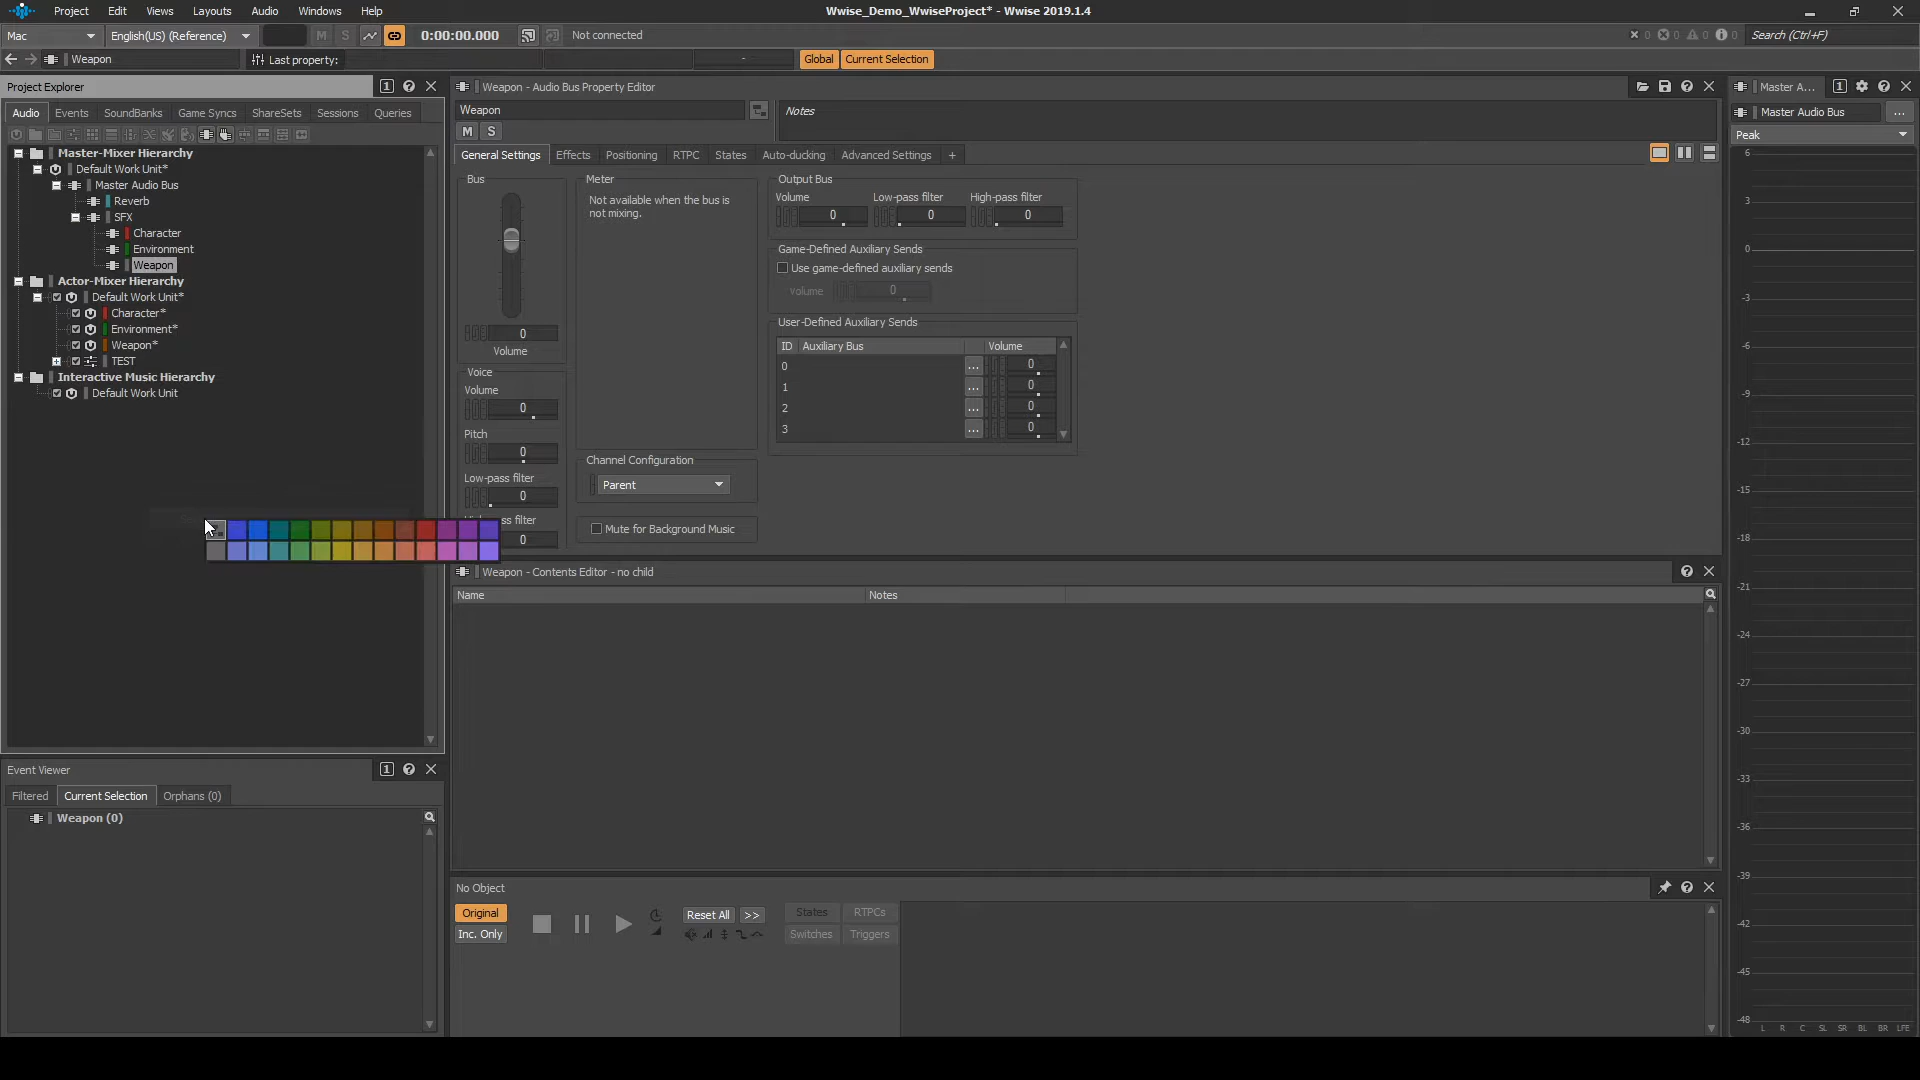 Project Edit Views Layouts Audio Windows Help Wwise_Demo_WwiseProject* - Wwise 2019.1.4
Mac English(US) (Reference) M S 0:00:00.000 Not connected 0 0 0 0 Search (Ctrl+F)
Weapon Last property: - Global Current Selection
Project Explorer 1
Audio Events SoundBanks Game Syncs ShareSets Sessions Queries
Master-Mixer Hierarchy
Default Work Unit*
Master Audio Bus
Reverb
SFX
Character
Environment
Weapon
Actor-Mixer Hierarchy
Default Work Unit*
Character*
Environment*
Weapon*
TEST
Interactive Music Hierarchy
Default Work Unit
Event Viewer 1
Filtered Current Selection Orphans (0)
Weapon (0)
Weapon - Audio Bus Property Editor
Weapon
Notes
M S
General Settings Effects Positioning RTPC States Auto-ducking Advanced Settings +
Bus
0
Volume
Voice
Volume
0
Pitch
0
Low-pass filter
0
ss filter
0
Meter
Not available when the bus is
not mixing.
Channel Configuration
Parent
Mute for Background Music
Output Bus
Volume Low-pass filter High-pass filter
0 0 0
Game-Defined Auxiliary Sends
Use game-defined auxiliary sends
Volume 0
User-Defined Auxiliary Sends
ID Auxiliary Bus Volume
0 ... 0
1 ... 0
2 ... 0
3 ... 0
Weapon - Contents Editor - no child
Name Notes
No Object
Original
Inc. Only
Reset All >>
States RTPCs
Switches Triggers
Master A... 1
Master Audio Bus ...
Peak
6
3
0
-3
-6
-9
-12
-15
-18
-21
-24
-27
-30
-33
-36
-39
-42
-45
-48
L R C SL SR BL BR LFE